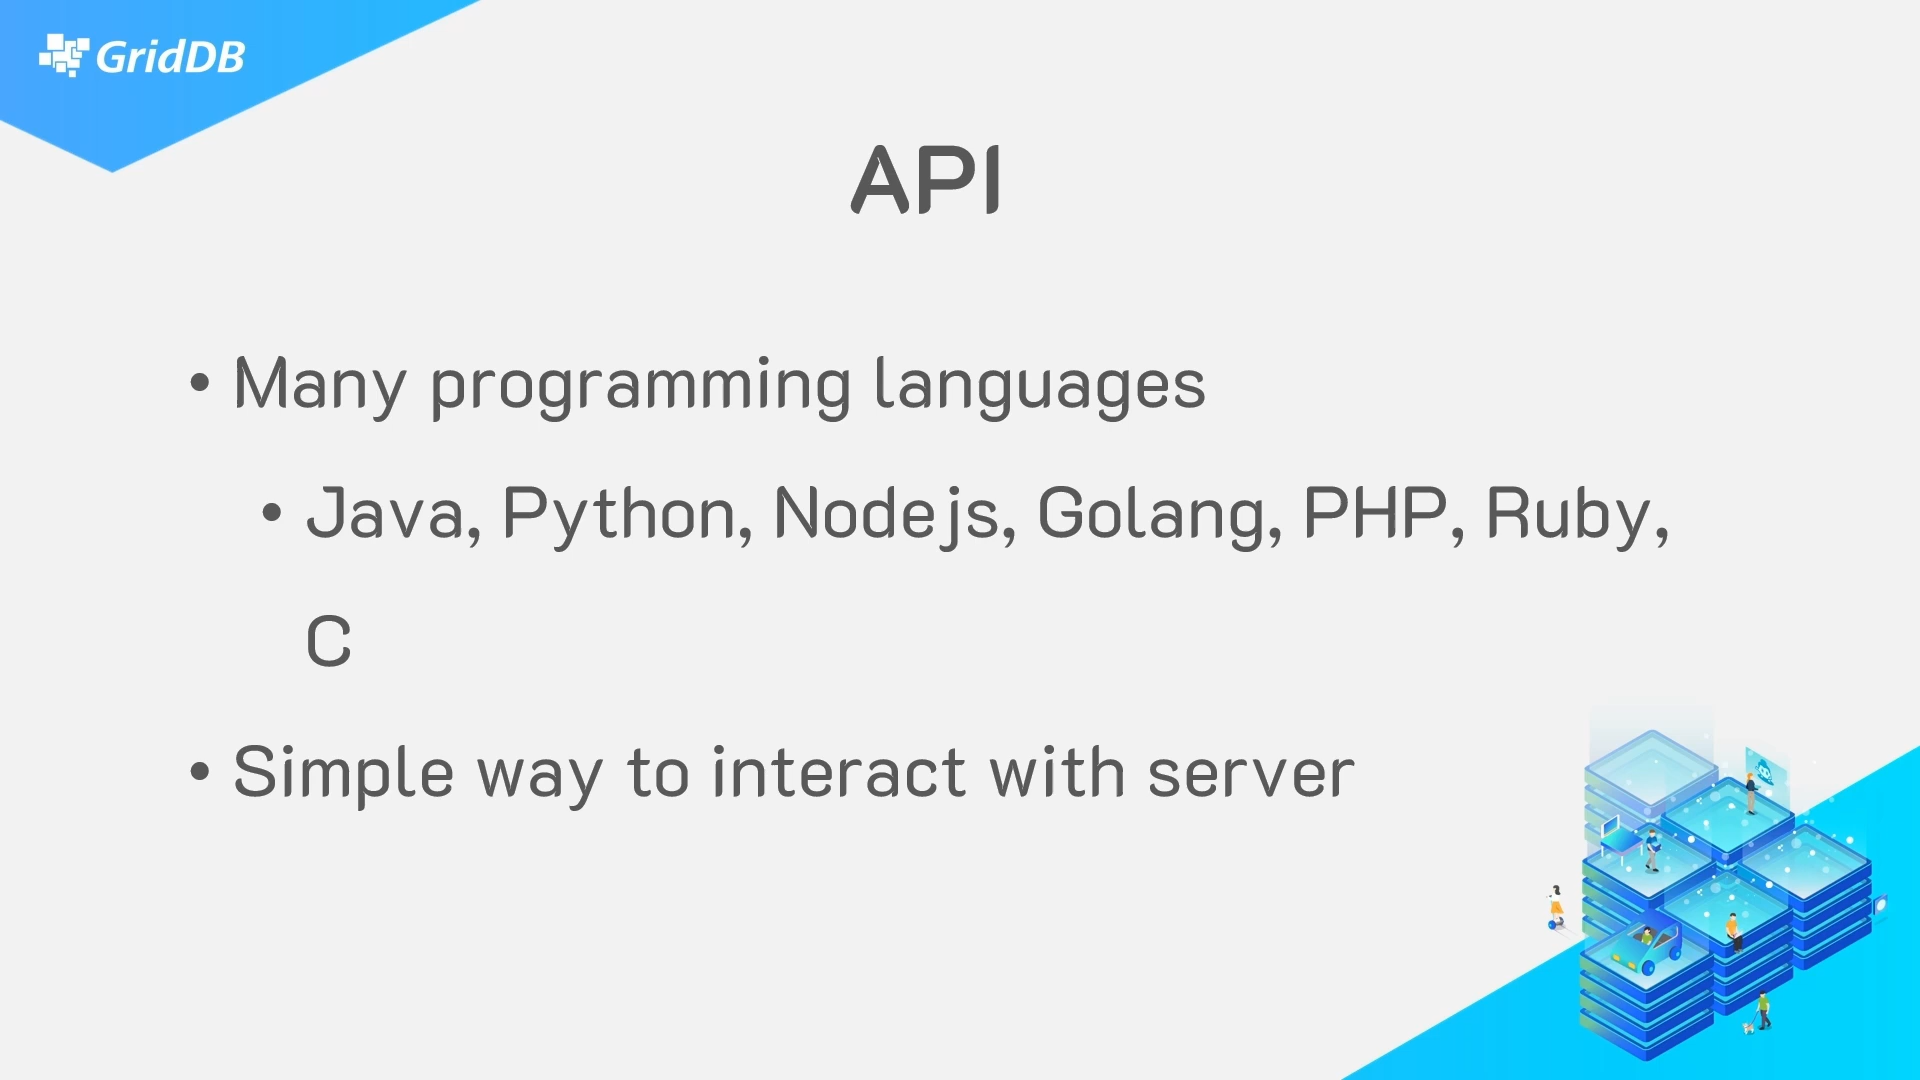 GridDB
API
• Many programming languages
• Java, Python, Nodejs, Golang, PHP, Ruby,
C
• Simple way to interact with server